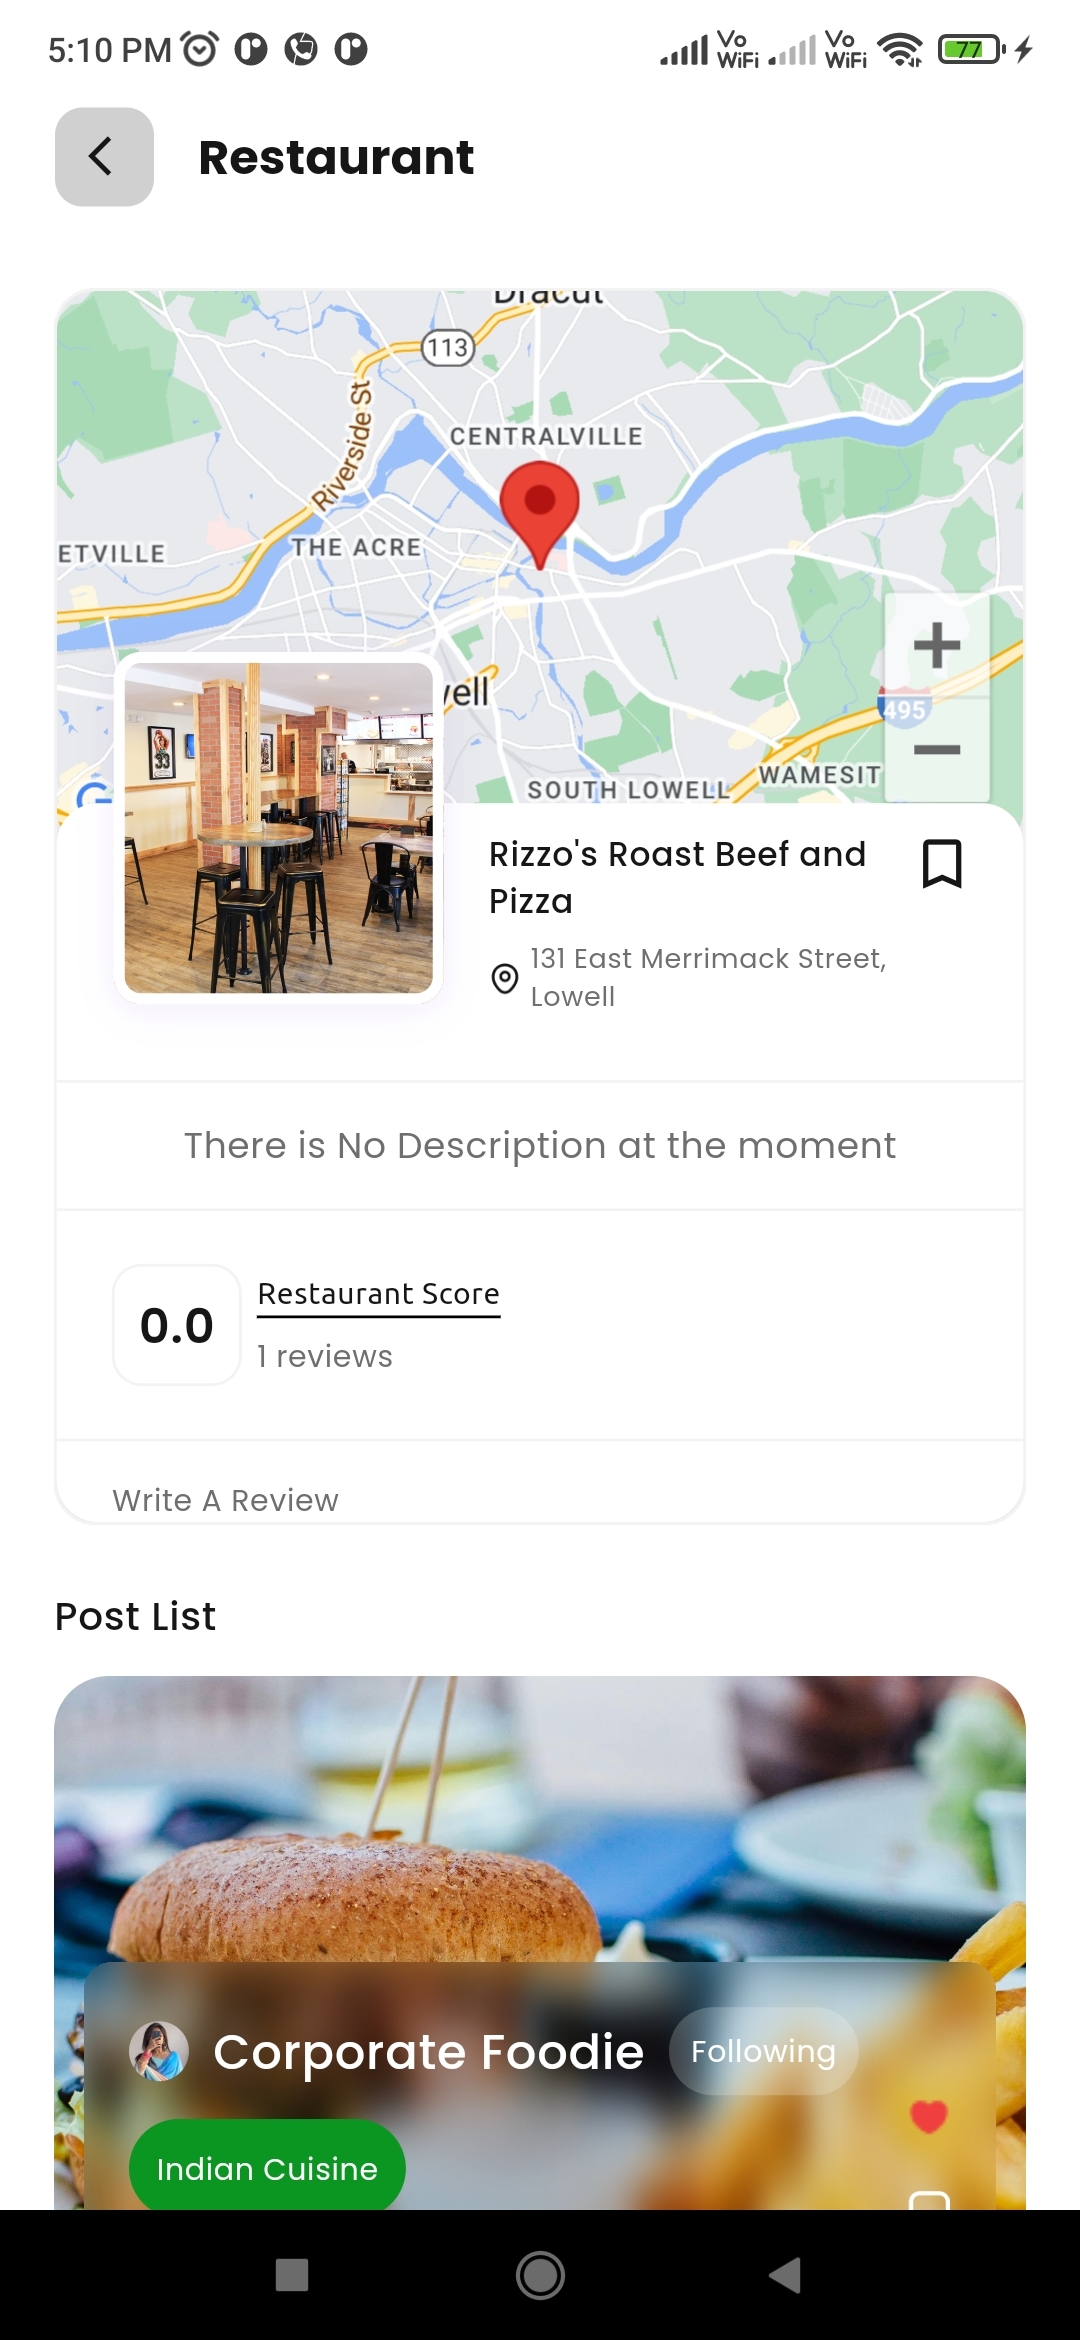 5:10 PM
Vo WiFi
Vo WiFi
77
Restaurant
Dracut
113
Riverside St
CENTRALVILLE
THE ACRE
ETVILLE
vell
495
WAMESIT
SOUTH LOWELL
33
Rizzo's Roast Beef and
Pizza
131 East Merrimack Street,
Lowell
There is No Description at the moment
0.0
Restaurant Score
1 reviews
Write A Review
Post List
Corporate Foodie
Following
Indian Cuisine